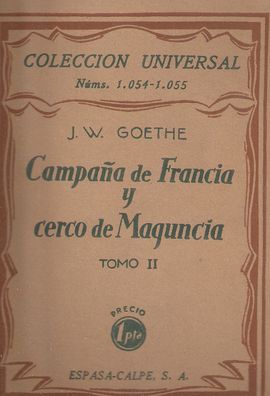 COLECCION UNIVERSAL
Núms. 1.054-1.055
J. W. GOETHE
Campaña de Francia
y
cerco de Maguncia
TOMO II
PRECIO
1 pta
ESPASA-CALPE, S. A.